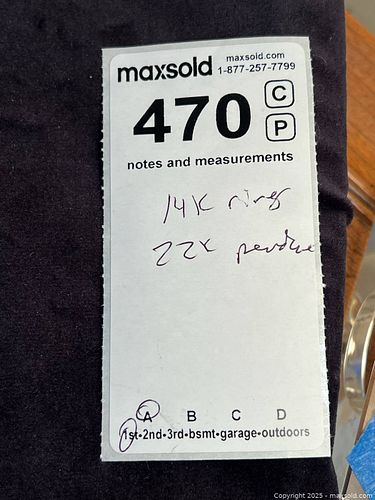 maxsold
maxsold.com
1-877-257-7799
470
C
P
notes and measurements
14K rings
22K
A B C D
1st•2nd•3rd•bsmt•garage•outdoors
Copyright 2025 - maxsold.com